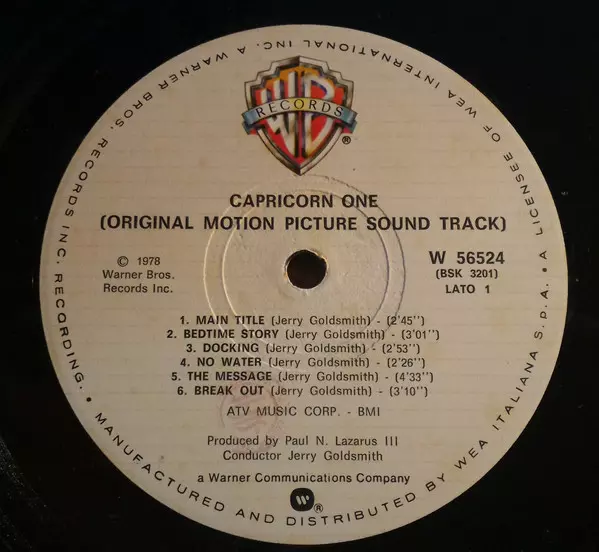 WB
RECORDS
®
CAPRICORN ONE
(ORIGINAL MOTION PICTURE SOUND TRACK)
© 1978
Warner Bros.
Records Inc.
W 56524
(BSK 3201)
LATO 1
1. MAIN TITLE (Jerry Goldsmith) - (2'45'')
2. BEDTIME STORY (Jerry Goldsmith) - (3'01'')
3. DOCKING (Jerry Goldsmith) - (2'53'')
4. NO WATER (Jerry Goldsmith) - (2'26'')
5. THE MESSAGE (Jerry Goldsmith) - (4'33'')
6. BREAK OUT (Jerry Goldsmith) - (3'10'')
ATV MUSIC CORP. - BMI
Produced by Paul N. Lazarus III
Conductor Jerry Goldsmith
a Warner Communications Company
®
• MANUFACTURED AND DISTRIBUTED BY WEA ITALIANA S.p.A. • A LICENSEE OF WEA INTERNATIONAL INC. A WARNER BROS. RECORDS INC. RECORDING.